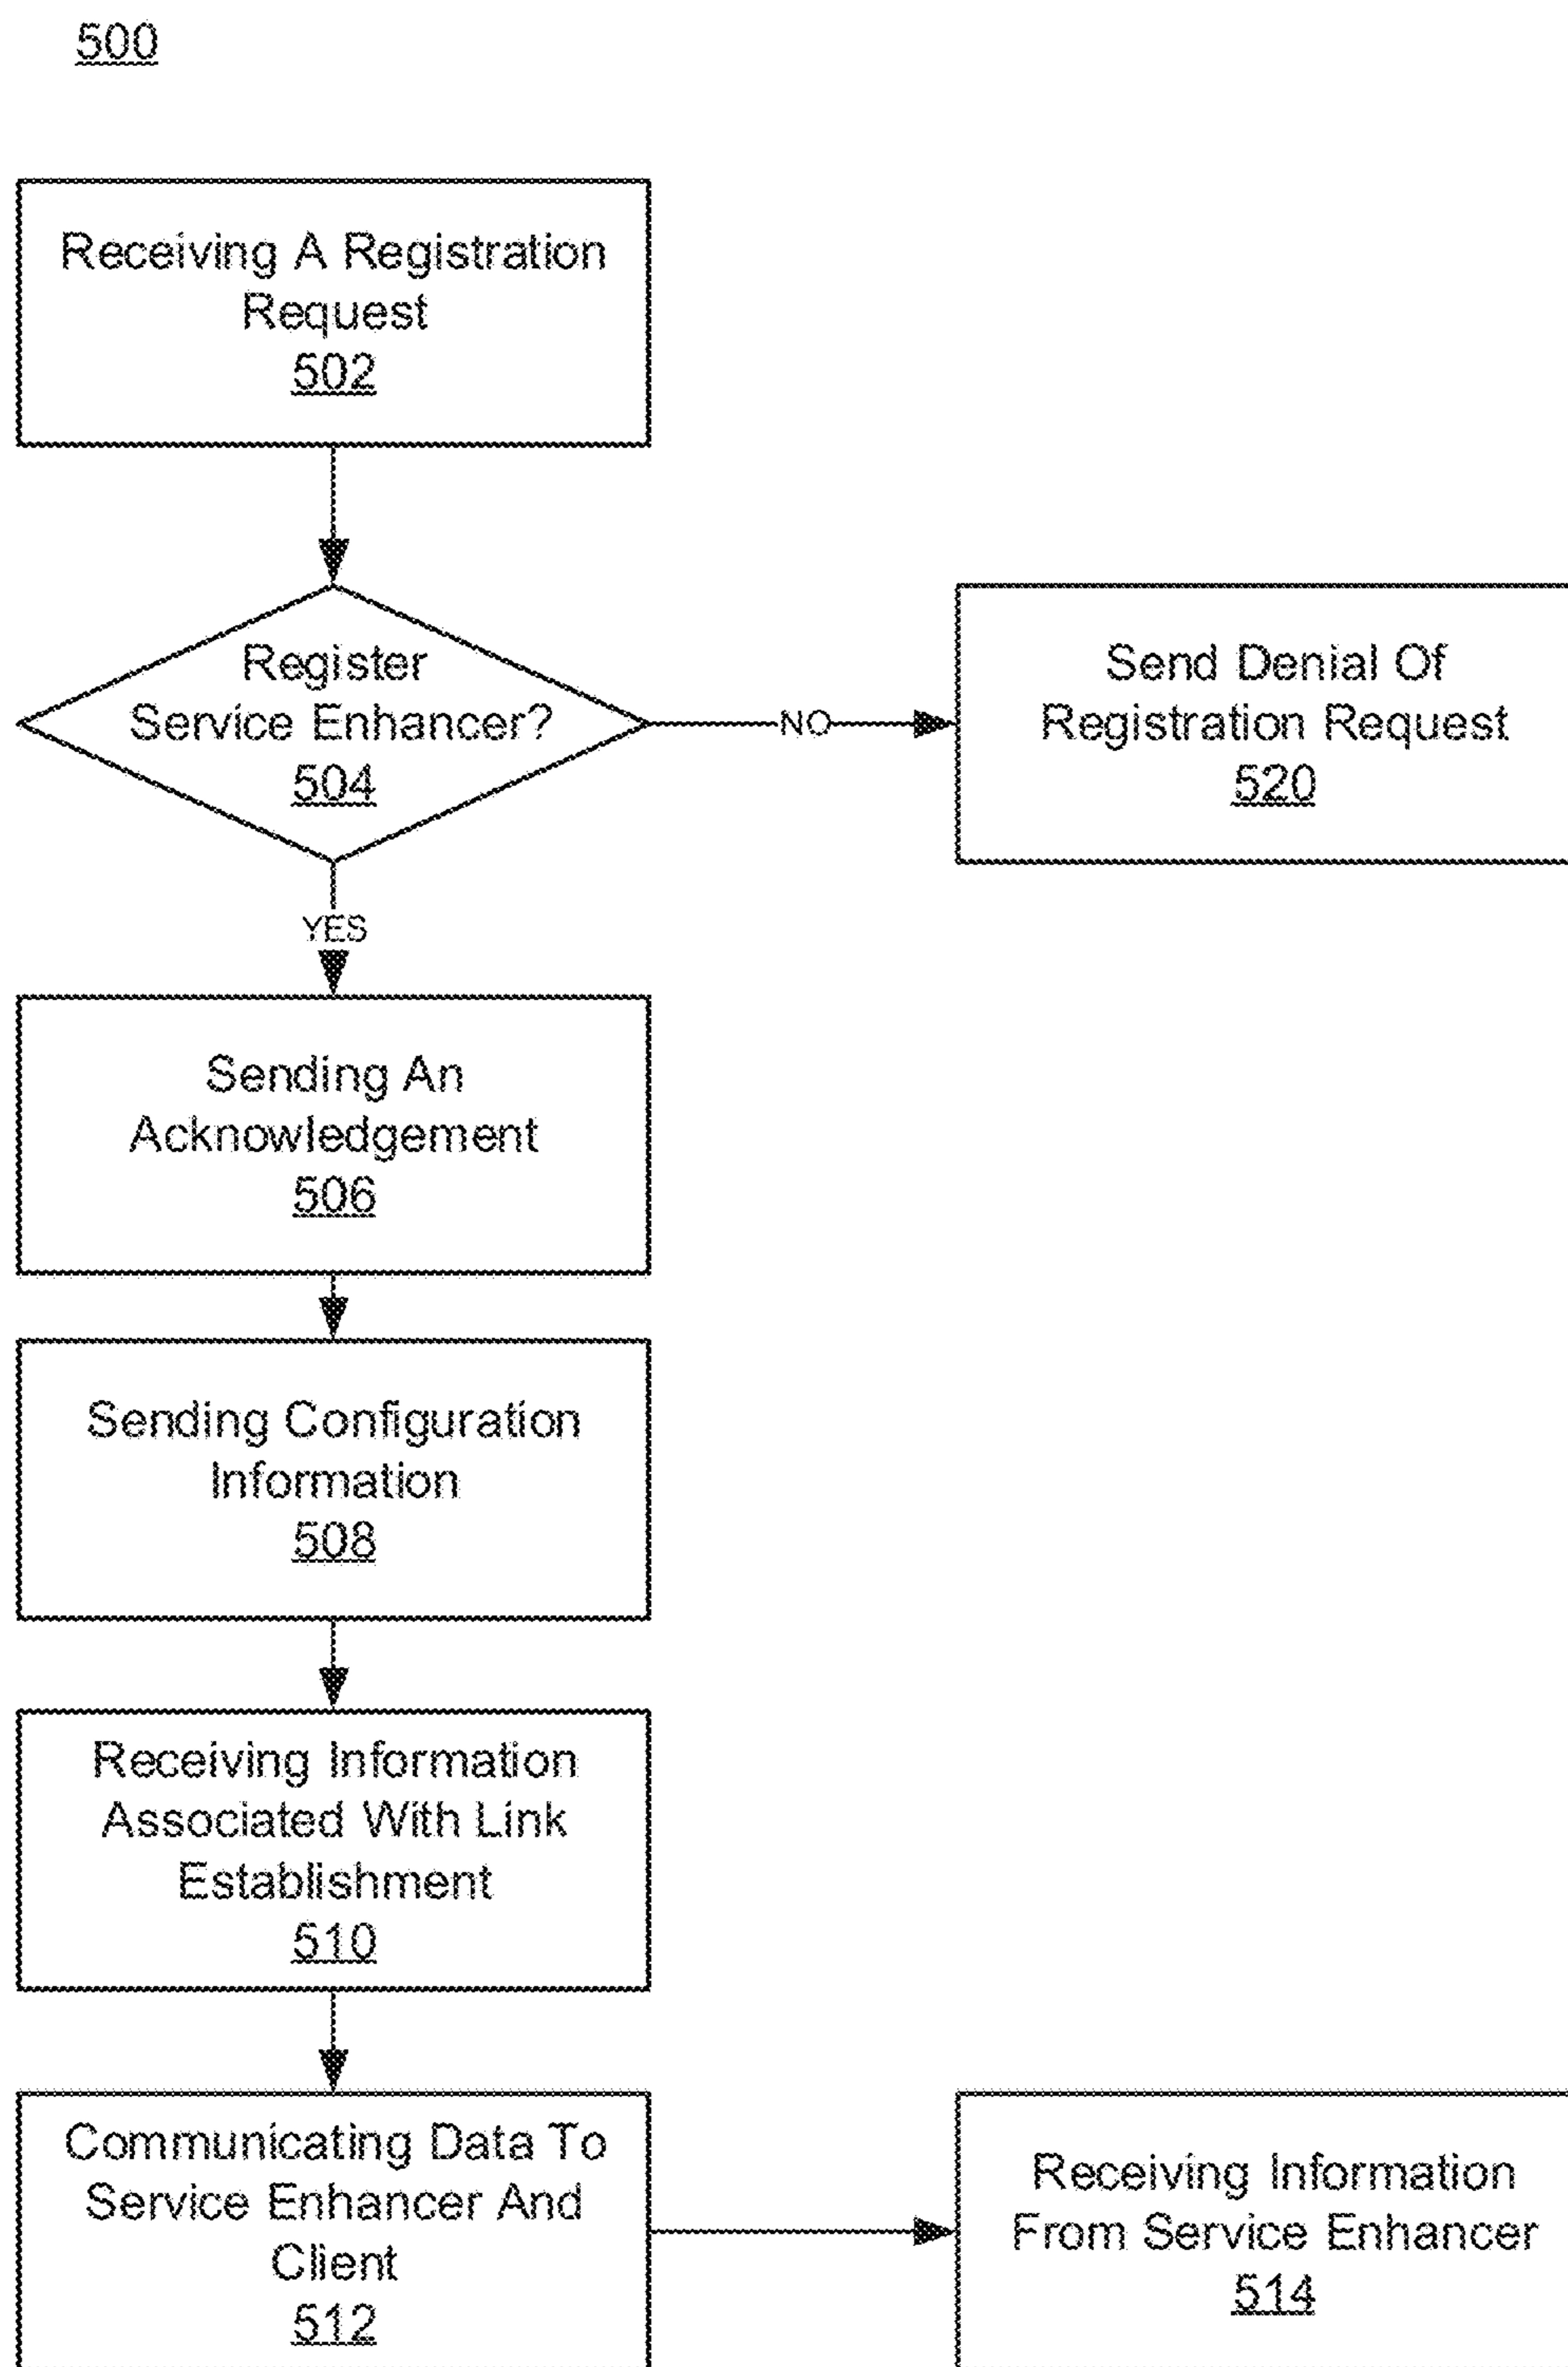 500
Receiving A Registration
Request
502
Register
Service Enhancer?
504
NO
Send Denial Of
Registration Request
520
YES
Sending An
Acknowledgement
506
Sending Configuration
Information
508
Receiving Information
Associated With Link
Establishment
510
Communicating Data To
Service Enhancer And
Client
512
Receiving Information
From Service Enhancer
514